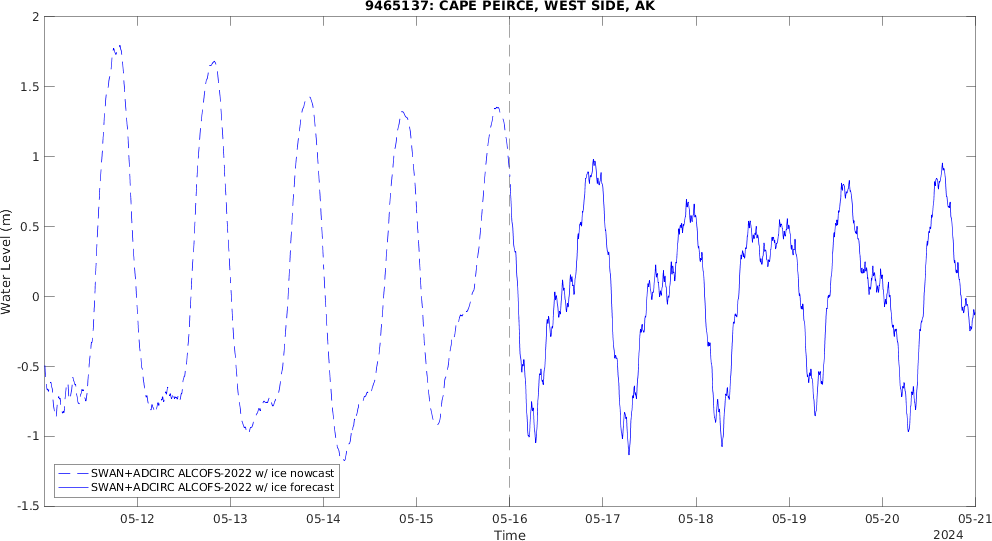 9465137: CAPE PEIRCE, WEST SIDE, AK
2
1.5
1
0.5
0
-0.5
-1
-1.5
Water Level (m)
SWAN+ADCIRC ALCOFS-2022 w/ ice nowcast
SWAN+ADCIRC ALCOFS-2022 w/ ice forecast
05-12 05-13 05-14 05-15 05-16 05-17 05-18 05-19 05-20 05-21
Time
2024